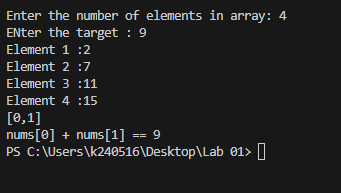 Enter the number of elements in array: 4
ENter the target : 9
Element 1 :2
Element 2 :7
Element 3 :11
Element 4 :15
[0,1]
nums[0] + nums[1] == 9
PS C:\Users\k240516\Desktop\Lab 01>